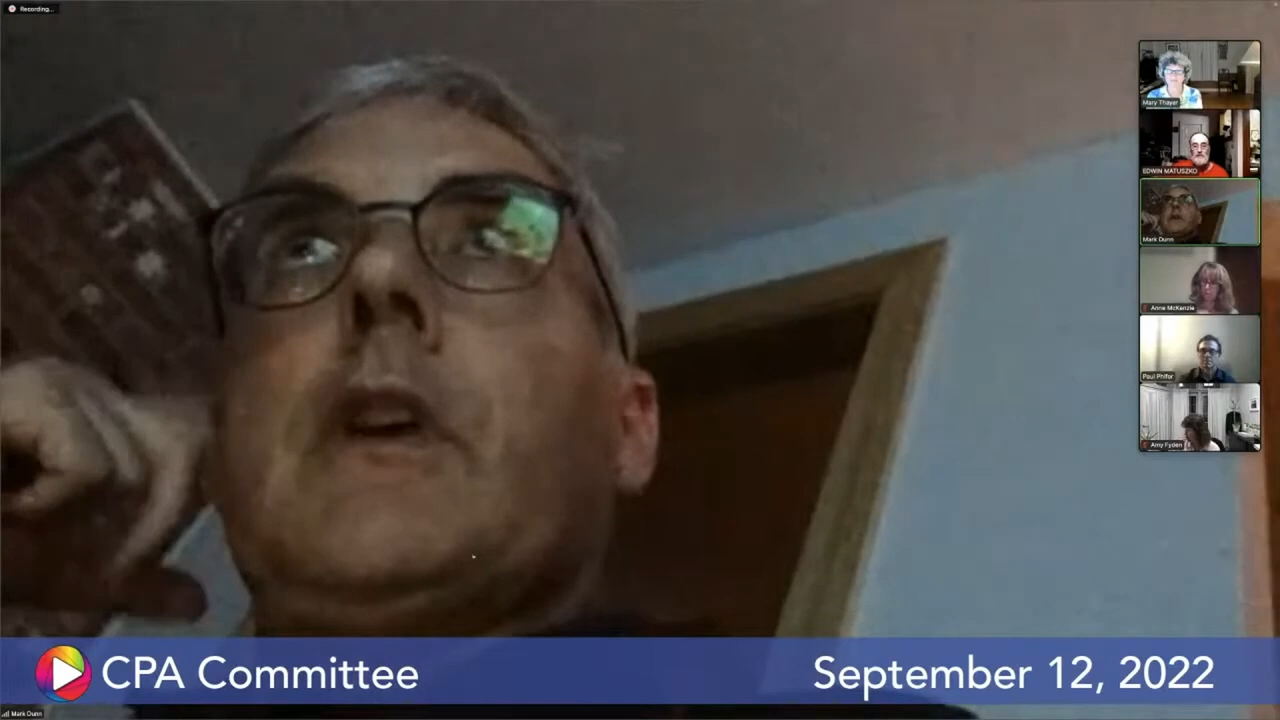 Recording...
Mary Thayer
EDWIN MATUSZKO
Mark Dunn
Anne McKenzie
Paul Phifer
Amy Fyden
CPA Committee
September 12, 2022
Mark Dunn